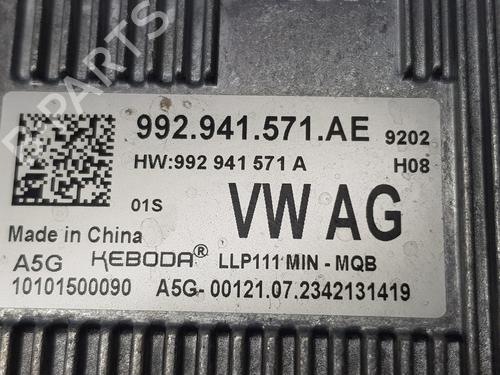 992.941.571.AE 9202
HW:992 941 571 A H08
01S VW AG
Made in China
A5G KEBODA® LLP111 MIN - MQB
10101500090 A5G- 00121.07.2342131419
B-Parts